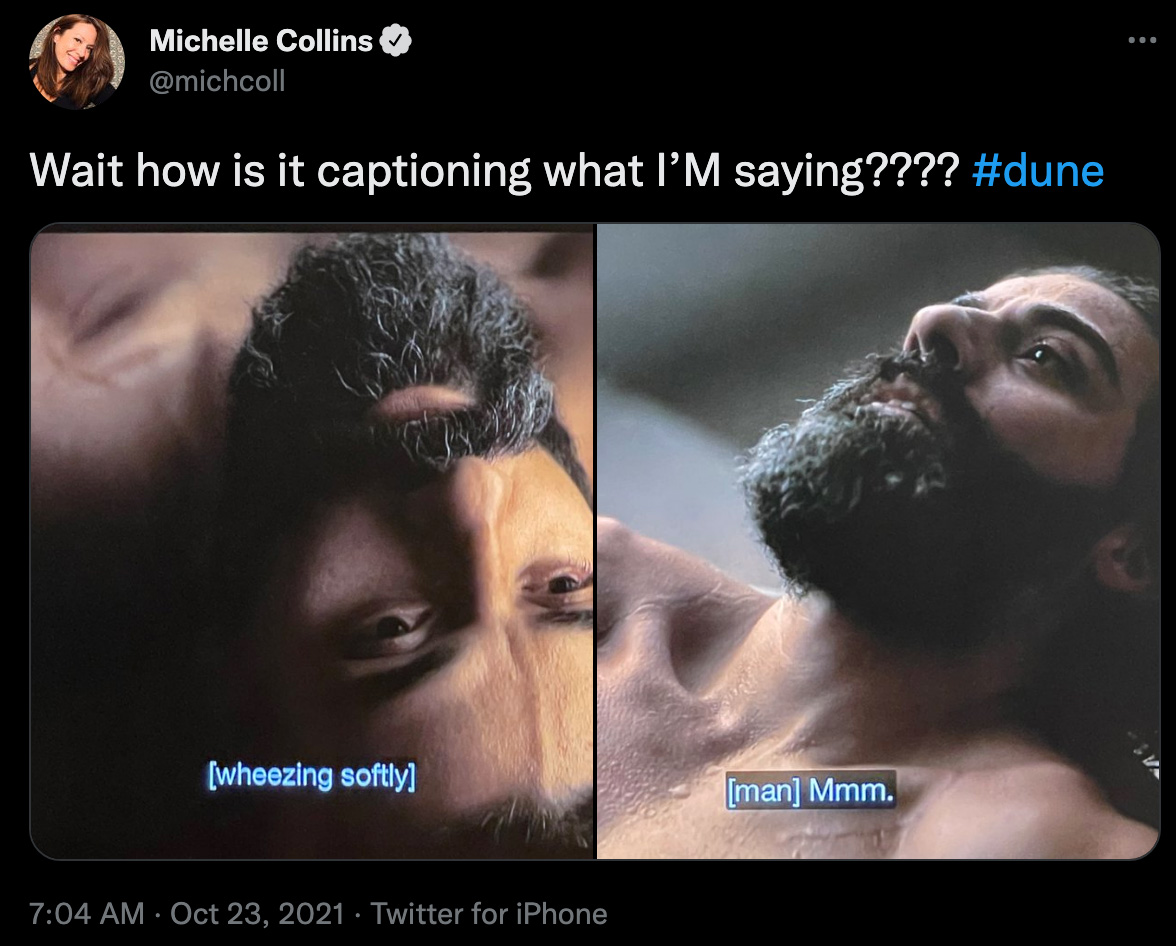 Michelle Collins
@michcoll
Wait how is it captioning what I’M saying???? #dune
[wheezing softly]
[man] Mmm.
7:04 AM · Oct 23, 2021 · Twitter for iPhone